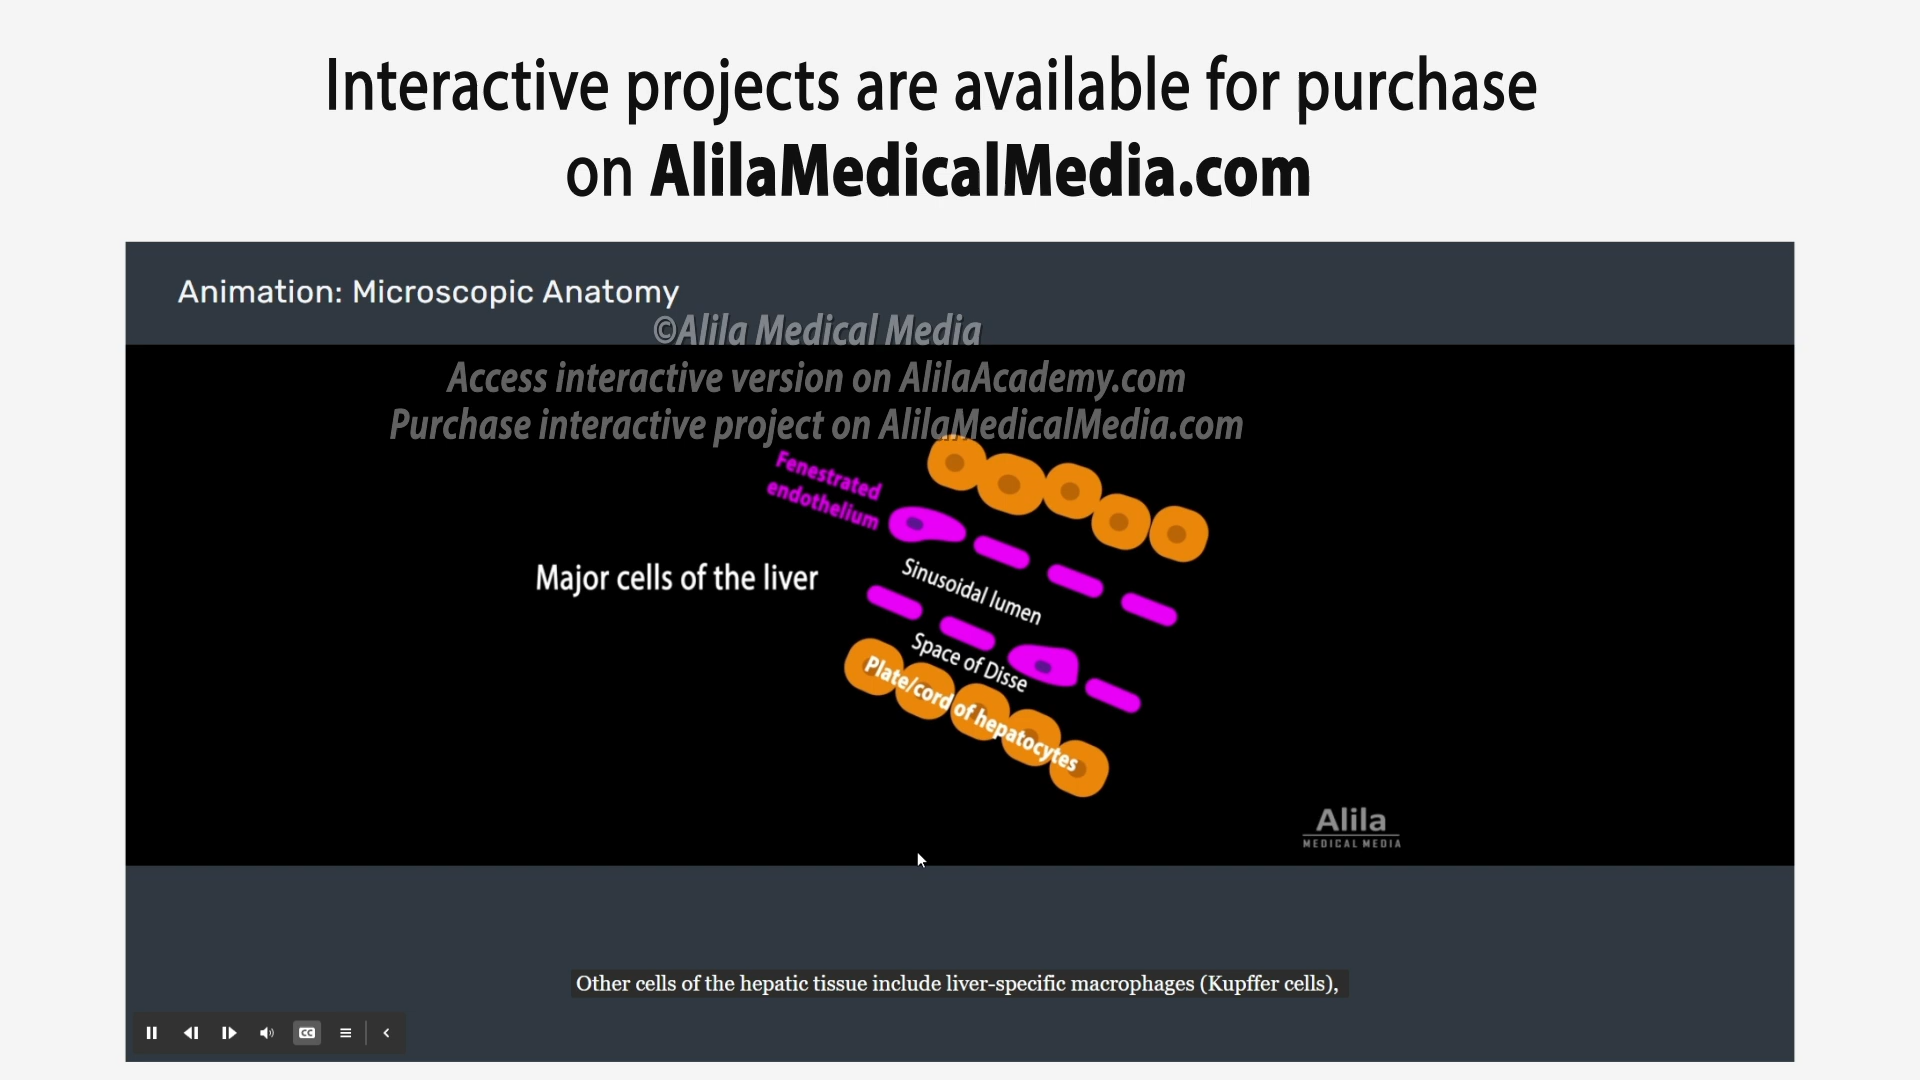 Interactive projects are available for purchase
on AlilaMedicalMedia.com
Animation: Microscopic Anatomy
©Alila Medical Media
Access interactive version on AlilaAcademy.com
Purchase interactive project on AlilaMedicalMedia.com
Fenestrated
endothelium
Major cells of the liver
Sinusoidal lumen
Space of Disse
Plate/cord of hepatocytes
Alila
MEDICAL MEDIA
Other cells of the hepatic tissue include liver-specific macrophages (Kupffer cells),
CC